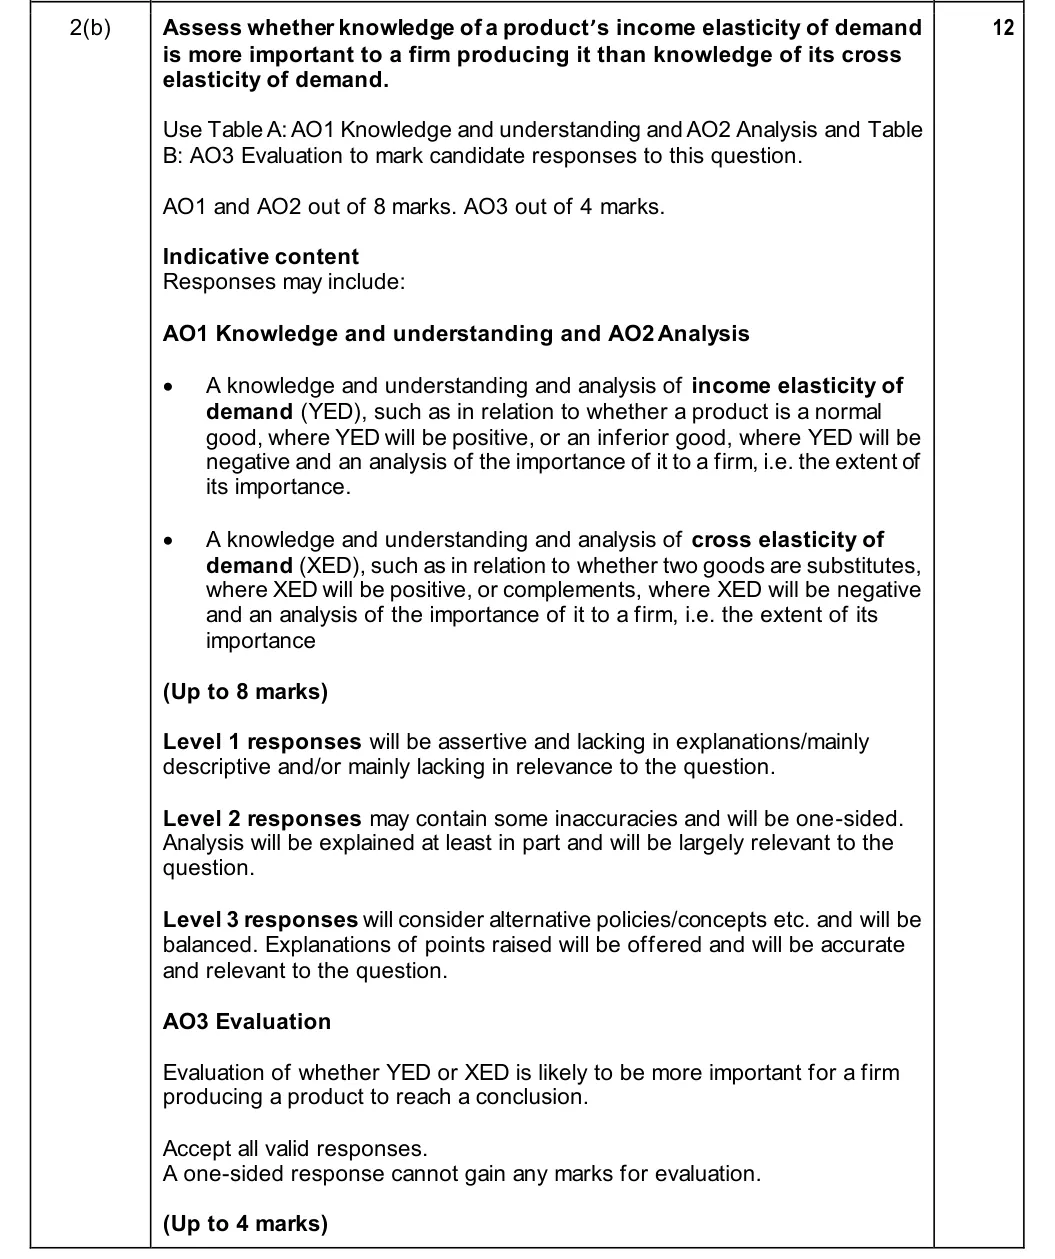 2(b)
Assess whether knowledge of a product’s income elasticity of demand
12
is more important to a firm producing it than knowledge of its cross
elasticity of demand.
Use Table A: AO1 Knowledge and understanding and AO2 Analysis and Table
B: AO3 Evaluation to mark candidate responses to this question.
AO1 and AO2 out of 8 marks. AO3 out of 4 marks.
Indicative content
Responses may include:
AO1 Knowledge and understanding and AO2 Analysis
• A knowledge and understanding and analysis of income elasticity of
demand (YED), such as in relation to whether a product is a normal
good, where YED will be positive, or an inferior good, where YED will be
negative and an analysis of the importance of it to a firm, i.e. the extent of
its importance.
• A knowledge and understanding and analysis of cross elasticity of
demand (XED), such as in relation to whether two goods are substitutes,
where XED will be positive, or complements, where XED will be negative
and an analysis of the importance of it to a firm, i.e. the extent of its
importance
(Up to 8 marks)
Level 1 responses will be assertive and lacking in explanations/mainly
descriptive and/or mainly lacking in relevance to the question.
Level 2 responses may contain some inaccuracies and will be one-sided.
Analysis will be explained at least in part and will be largely relevant to the
question.
Level 3 responses will consider alternative policies/concepts etc. and will be
balanced. Explanations of points raised will be offered and will be accurate
and relevant to the question.
AO3 Evaluation
Evaluation of whether YED or XED is likely to be more important for a firm
producing a product to reach a conclusion.
Accept all valid responses.
A one-sided response cannot gain any marks for evaluation.
(Up to 4 marks)